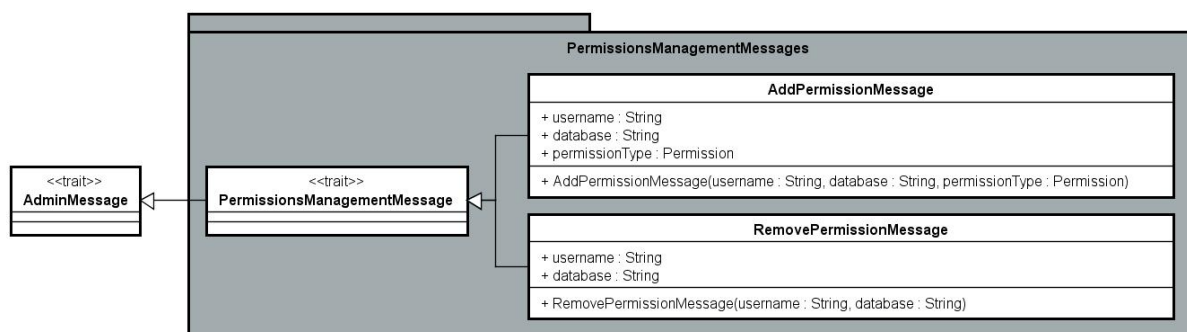 PermissionsManagementMessages
<<trait>>
AdminMessage
<<trait>>
PermissionsManagementMessage
AddPermissionMessage
+ username : String
+ database : String
+ permissionType : Permission
+ AddPermissionMessage(username : String, database : String, permissionType : Permission)
RemovePermissionMessage
+ username : String
+ database : String
+ RemovePermissionMessage(username : String, database : String)